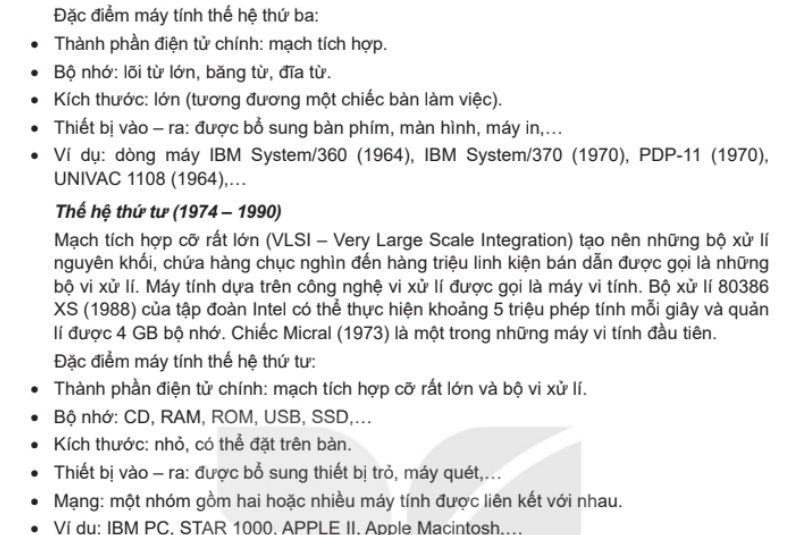 Đặc điểm máy tính thế hệ thứ ba:
• Thành phần điện tử chính: mạch tích hợp.
• Bộ nhớ: lõi từ lớn, băng từ, đĩa từ.
• Kích thước: lớn (tương đương một chiếc bàn làm việc).
• Thiết bị vào – ra: được bổ sung bàn phím, màn hình, máy in,…
• Ví dụ: dòng máy IBM System/360 (1964), IBM System/370 (1970), PDP-11 (1970),
UNIVAC 1108 (1964),…
Thế hệ thứ tư (1974 – 1990)
Mạch tích hợp cỡ rất lớn (VLSI – Very Large Scale Integration) tạo nên những bộ xử lí
nguyên khối, chứa hàng chục nghìn đến hàng triệu linh kiện bán dẫn được gọi là những
bộ vi xử lí. Máy tính dựa trên công nghệ vi xử lí được gọi là máy vi tính. Bộ xử lí 80386
XS (1988) của tập đoàn Intel có thể thực hiện khoảng 5 triệu phép tính mỗi giây và quản
lí được 4 GB bộ nhớ. Chiếc Micral (1973) là một trong những máy vi tính đầu tiên.
Đặc điểm máy tính thế hệ thứ tư:
• Thành phần điện tử chính: mạch tích hợp cỡ rất lớn và bộ vi xử lí.
• Bộ nhớ: CD, RAM, ROM, USB, SSD,…
• Kích thước: nhỏ, có thể đặt trên bàn.
• Thiết bị vào – ra: được bổ sung thiết bị trỏ, máy quét,…
• Mạng: một nhóm gồm hai hoặc nhiều máy tính được liên kết với nhau.
• Ví dụ: IBM PC, STAR 1000, APPLE II, Apple Macintosh,…